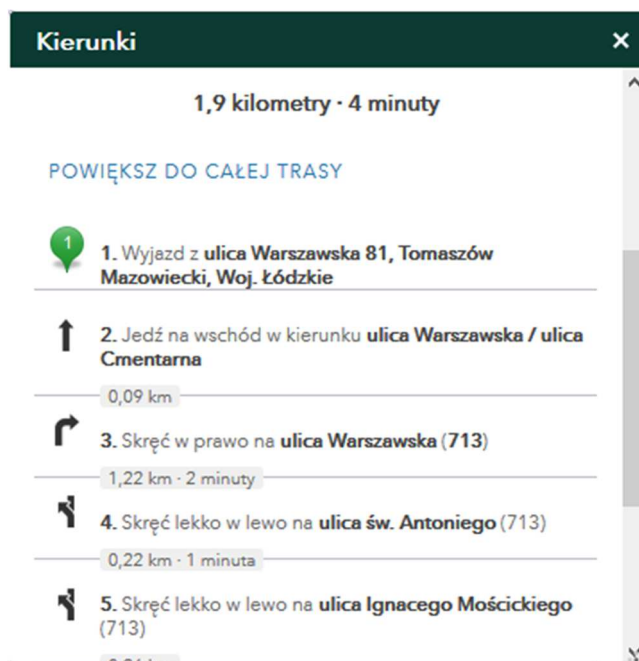 Kierunki
1,9 kilometry · 4 minuty
POWIĘKSZ DO CAŁEJ TRASY
1
1. Wyjazd z ulica Warszawska 81, Tomaszów
Mazowiecki, Woj. Łódzkie
2. Jedź na wschód w kierunku ulica Warszawska / ulica
Cmentarna
0,09 km
3. Skręć w prawo na ulica Warszawska (713)
1,22 km · 2 minuty
4. Skręć lekko w lewo na ulica św. Antoniego (713)
0,22 km · 1 minuta
5. Skręć lekko w lewo na ulica Ignacego Mościckiego
(713)